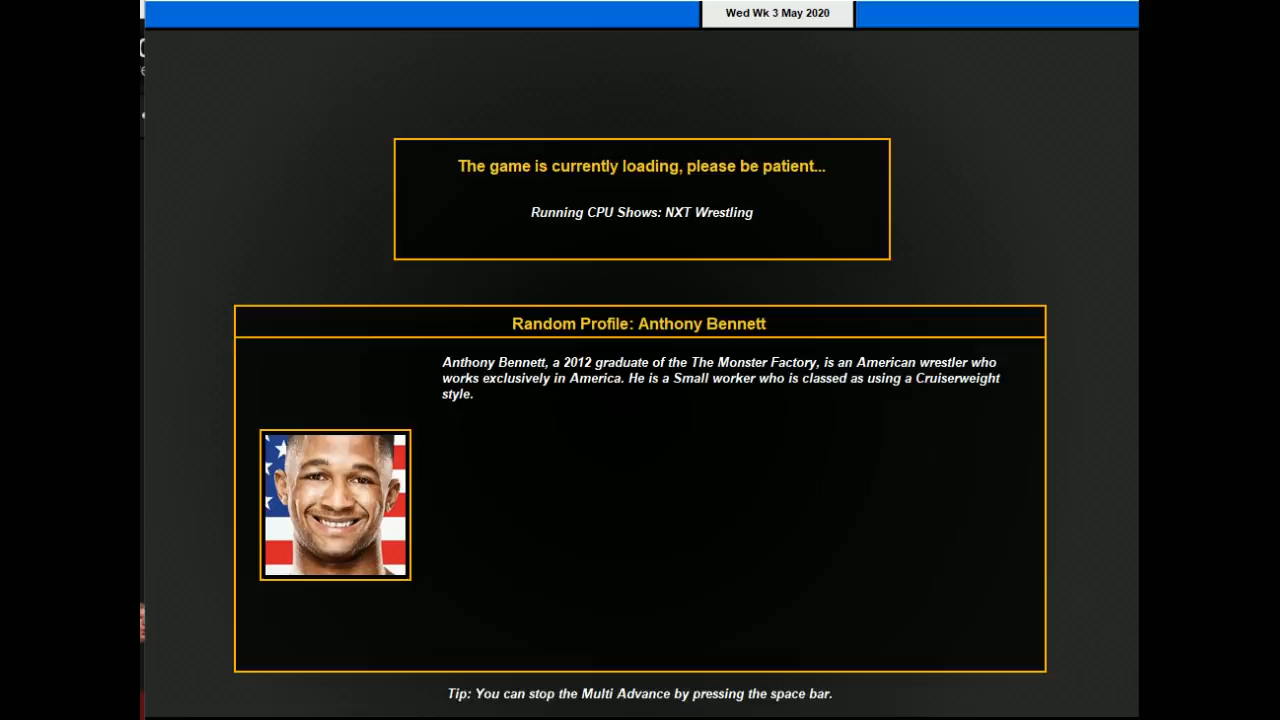 Wed Wk 3 May 2020
The game is currently loading, please be patient...
Running CPU Shows: NXT Wrestling
Random Profile: Anthony Bennett
Anthony Bennett, a 2012 graduate of the The Monster Factory, is an American wrestler who
works exclusively in America. He is a Small worker who is classed as using a Cruiserweight
style.
Tip: You can stop the Multi Advance by pressing the space bar.